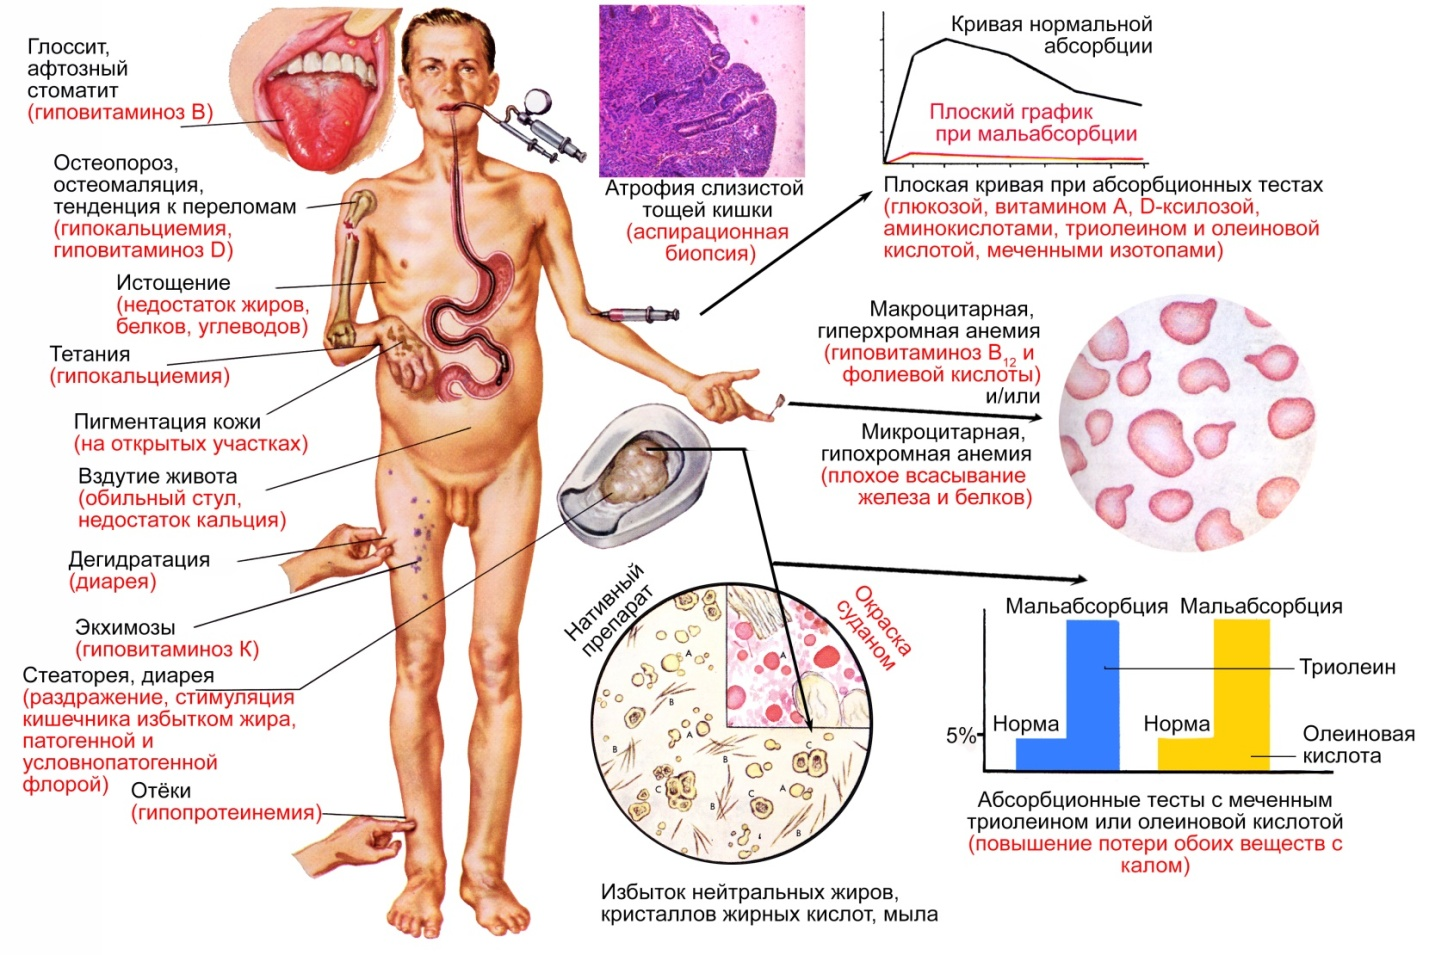 Глоссит,
афтозный
стоматит
(гиповитаминоз В)
Остеопороз,
остеомаляция,
тенденция к переломам
(гипокальциемия,
гиповитаминоз D)
Истощение
(недостаток жиров,
белков, углеводов)
Тетания
(гипокальциемия)
Пигментация кожи
(на открытых участках)
Вздутие живота
(обильный стул,
недостаток кальция)
Дегидратация
(диарея)
Экхимозы
(гиповитаминоз К)
Стеаторея, диарея
(раздражение, стимуляция
кишечника избытком жира,
патогенной и
условнопатогенной
флорой)
Отёки
(гипопротеинемия)
Атрофия слизистой
тощей кишки
(аспирационная
биопсия)
Кривая нормальной
абсорбции
Плоский график
при мальабсорбции
Плоская кривая при абсорбционных тестах
(глюкозой, витамином А, D-ксилозой,
аминокислотами, триолеином и олеиновой
кислотой, меченными изотопами)
Макроцитарная,
гиперхромная анемия
(гиповитаминоз В12 и
фолиевой кислоты)
и/или
Микроцитарная,
гипохромная анемия
(плохое всасывание
железа и белков)
Нативный
препарат
Окраска
суданом
A
A
B
A
B
C
B
C
C
A
B
B
Избыток нейтральных жиров,
кристаллов жирных кислот, мыла
Мальабсорбция Мальабсорбция
Триолеин
Норма
Норма
5%
Олеиновая
кислота
Абсорбционные тесты с меченным
триолеином или олеиновой кислотой
(повышение потери обоих веществ с
калом)